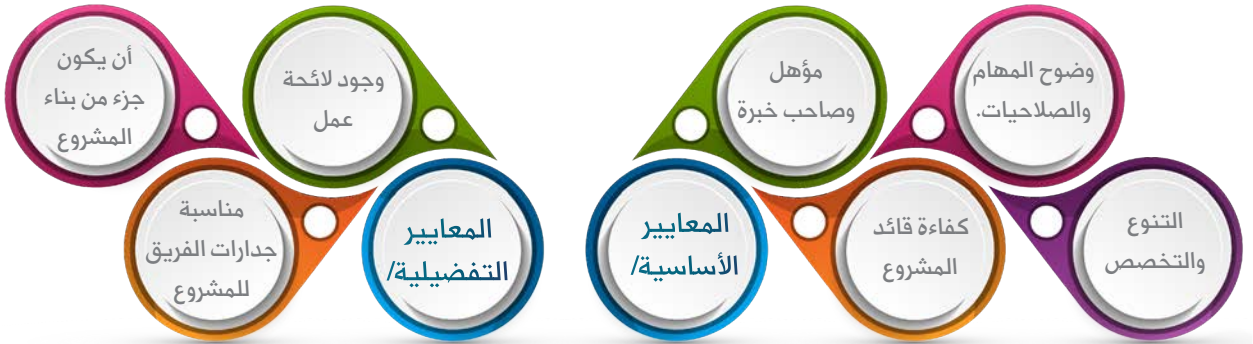 المعايير
الأساسية/
مؤهل
وصاحب خبرة
كفاءة قائد
المشروع
وضوح المهام
والصلاحيات.
التنوع
والتخصص
المعايير
التفضيلية/
وجود لائحة
عمل
مناسبة
جدارات الفريق
للمشروع
أن يكون
جزء من بناء
المشروع